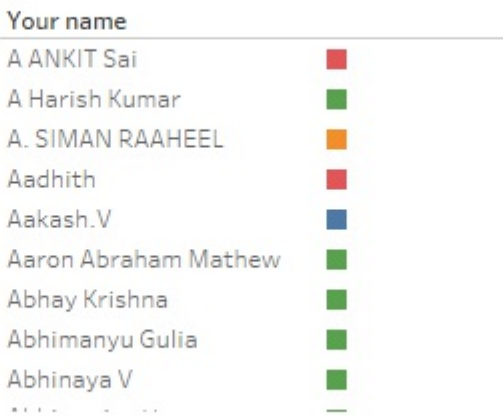 Your name
A ANKIT Sai
A Harish Kumar
A. SIMAN RAAHEEL
Aadhith
Aakash.V
Aaron Abraham Mathew
Abhay Krishna
Abhimanyu Gulia
Abhinaya V